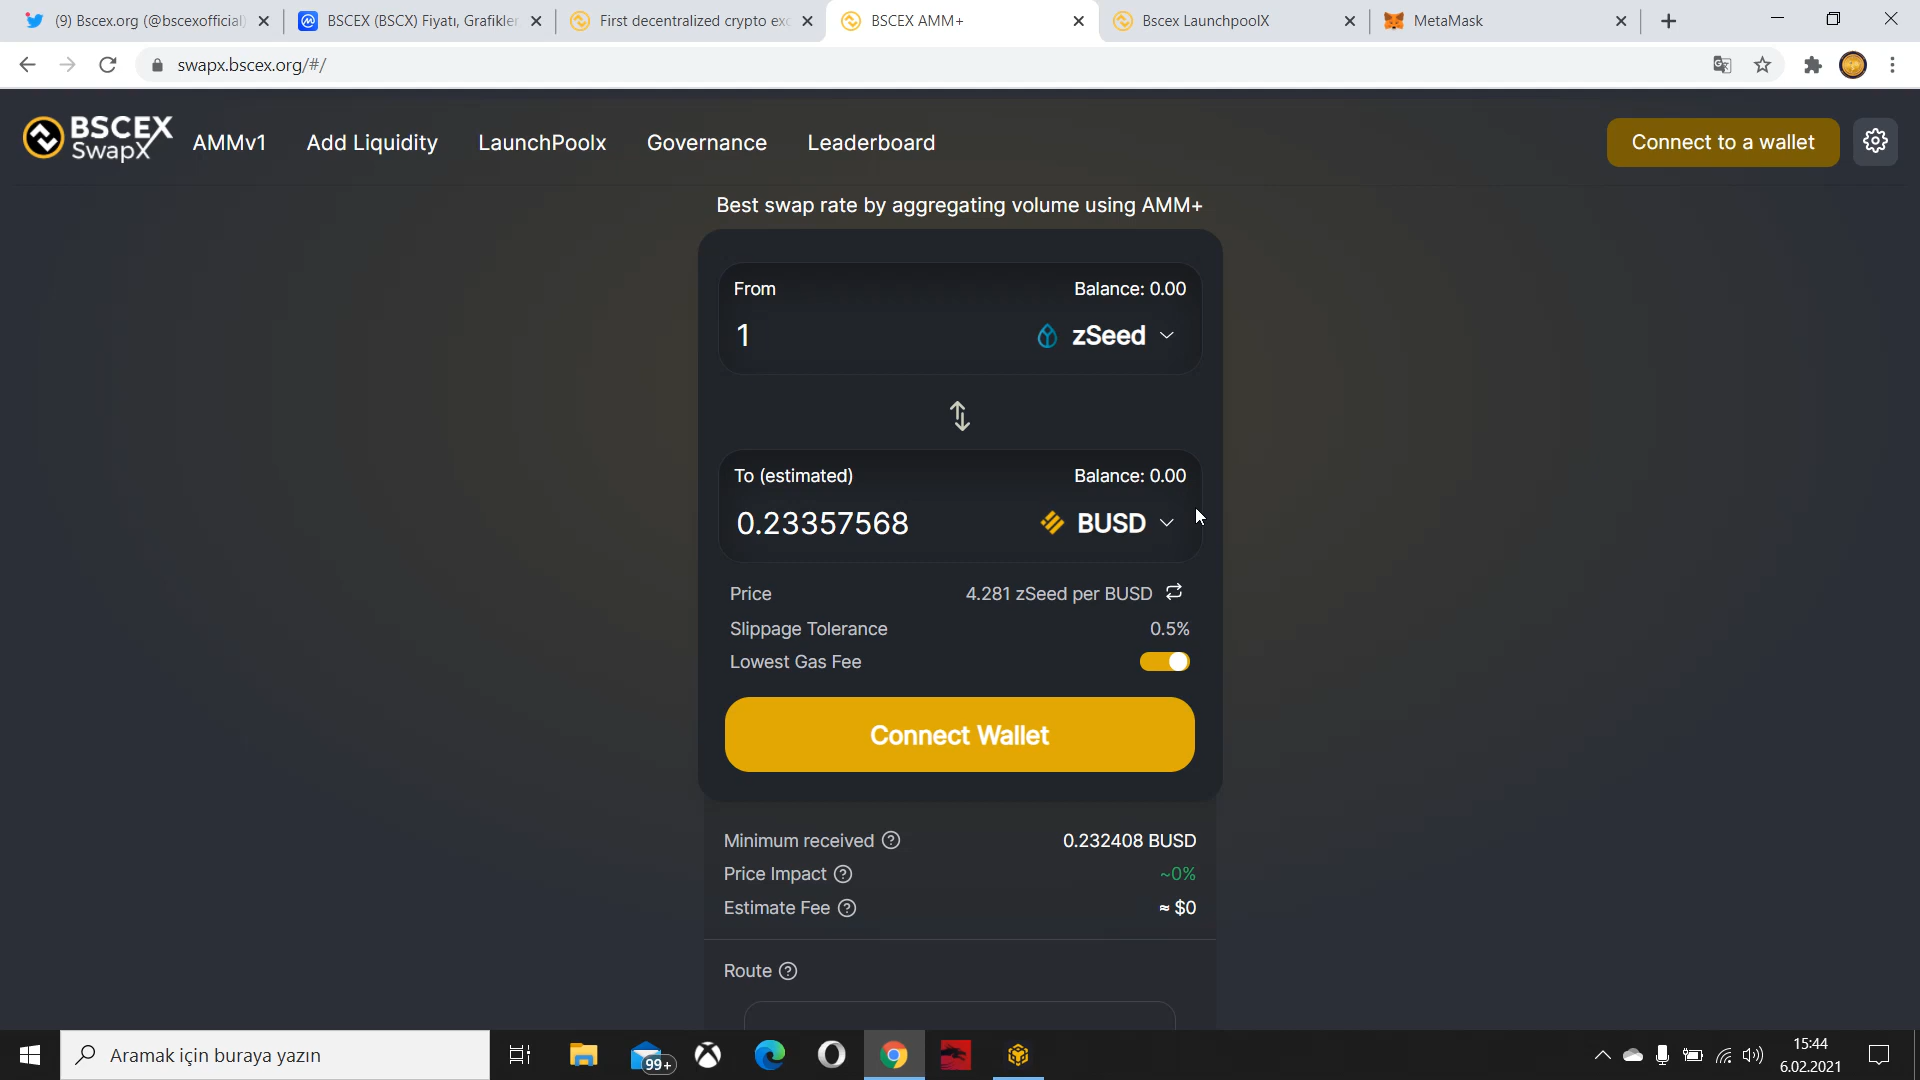 (9) Bscex.org (@bscexofficial)
BSCEX (BSCX) Fiyatı, Grafikler
First decentralized crypto exc
BSCEX AMM+
Bscex LaunchpoolX
MetaMask
swapx.bscex.org/#/
BSCEX
SwapX
AMMv1
Add Liquidity
LaunchPoolx
Governance
Leaderboard
Connect to a wallet
Best swap rate by aggregating volume using AMM+
From
Balance: 0.00
1
zSeed
To (estimated)
Balance: 0.00
0.23357568
BUSD
Price
4.281 zSeed per BUSD
Slippage Tolerance
0.5%
Lowest Gas Fee
Connect Wallet
Minimum received ?
0.232408 BUSD
Price Impact ?
~0%
Estimate Fee ?
≈ $0
Route ?
Aramak için buraya yazın
99+
15:44
6.02.2021